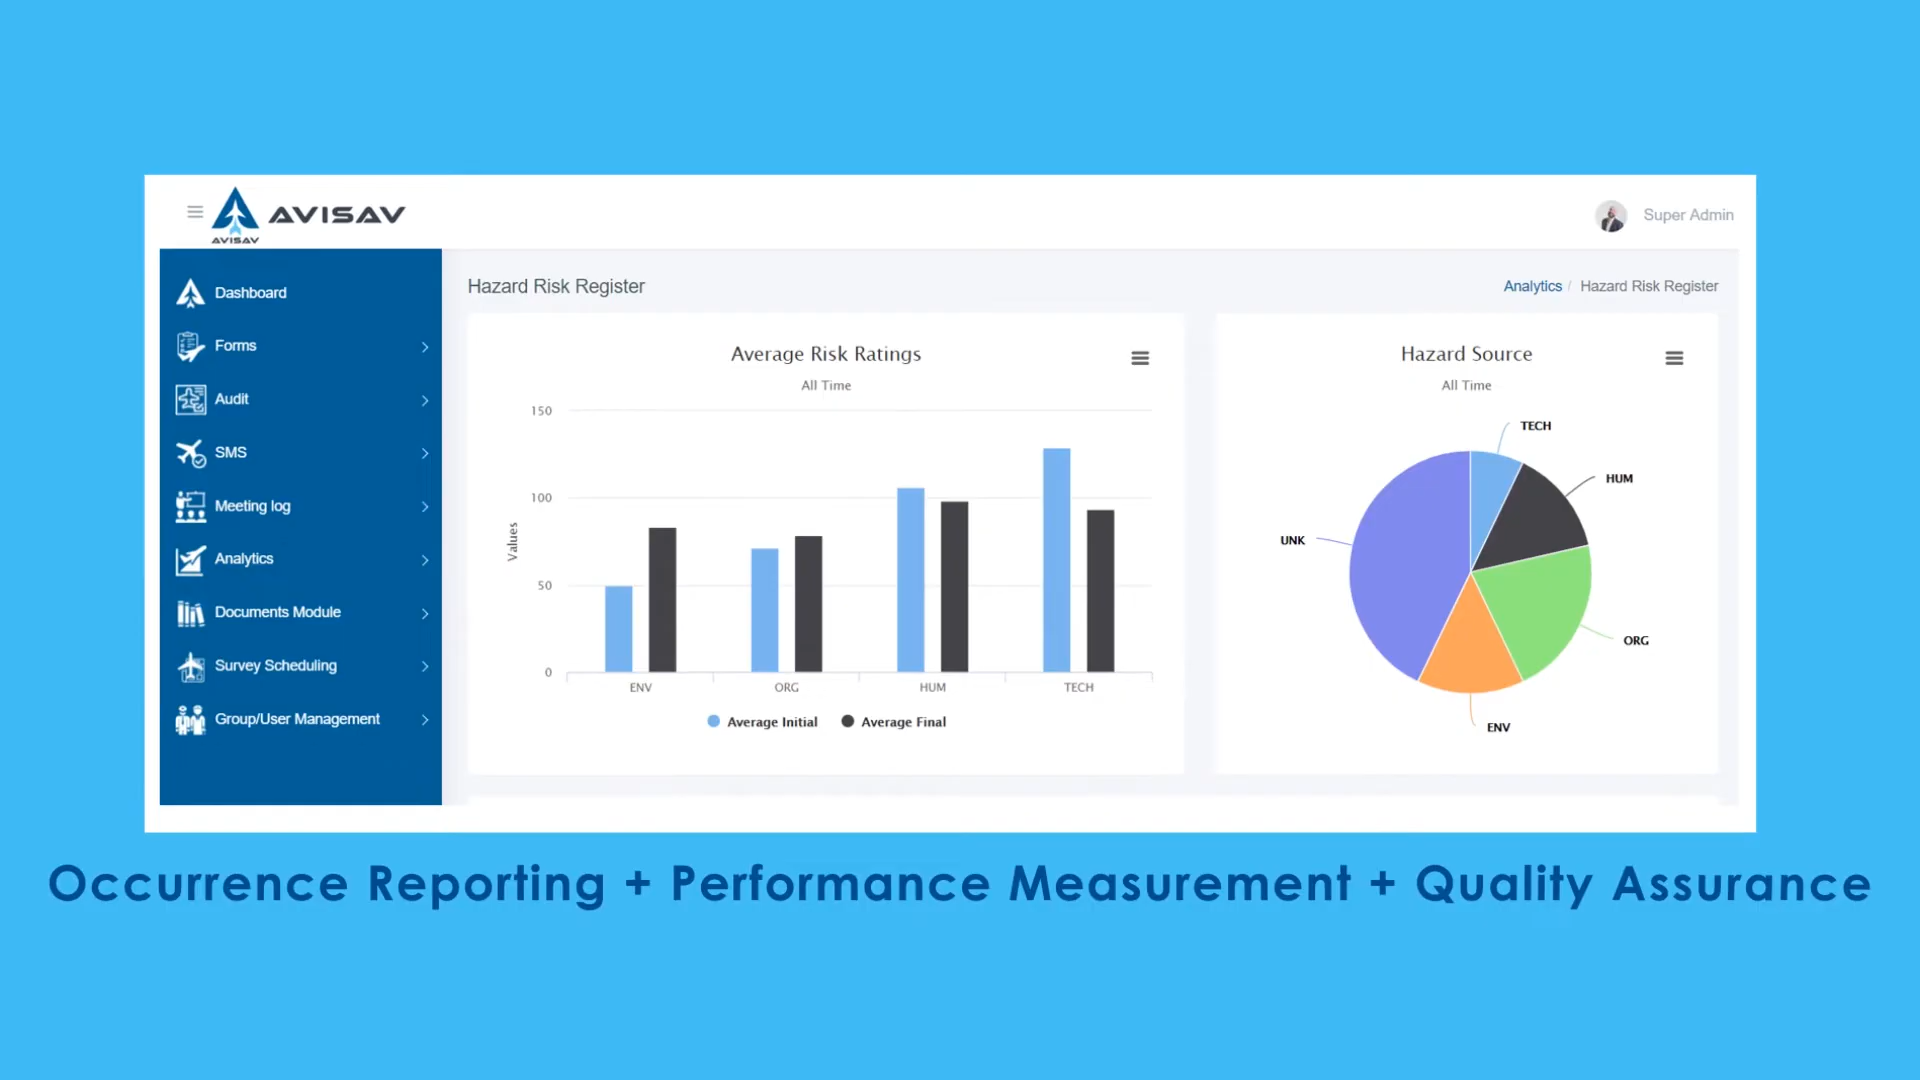 AVISAV
AVISAV
Super Admin
Dashboard
Forms
Audit
SMS
Meeting log
Analytics
Documents Module
Survey Scheduling
Group/User Management
Hazard Risk Register
Analytics / Hazard Risk Register
Average Risk Ratings
All Time
Values
150
100
50
0
ENV ORG HUM TECH
Average Initial Average Final
Hazard Source
All Time
TECH
HUM
UNK
ORG
ENV
Occurrence Reporting + Performance Measurement + Quality Assurance